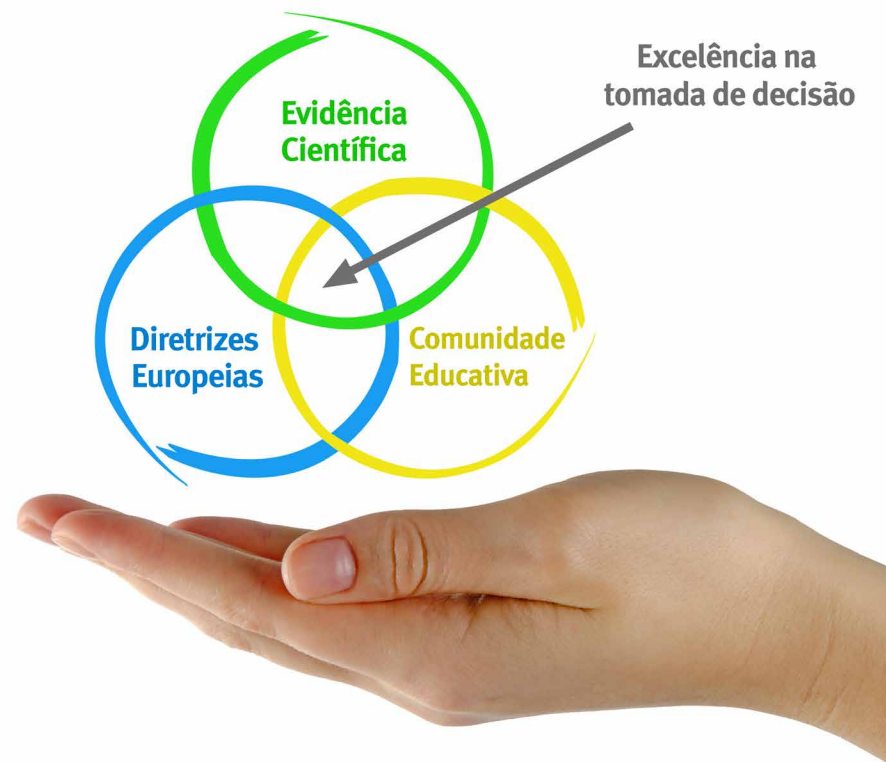 Excelência na
tomada de decisão
Evidência
Científica
Diretrizes
Europeias
Comunidade
Educativa